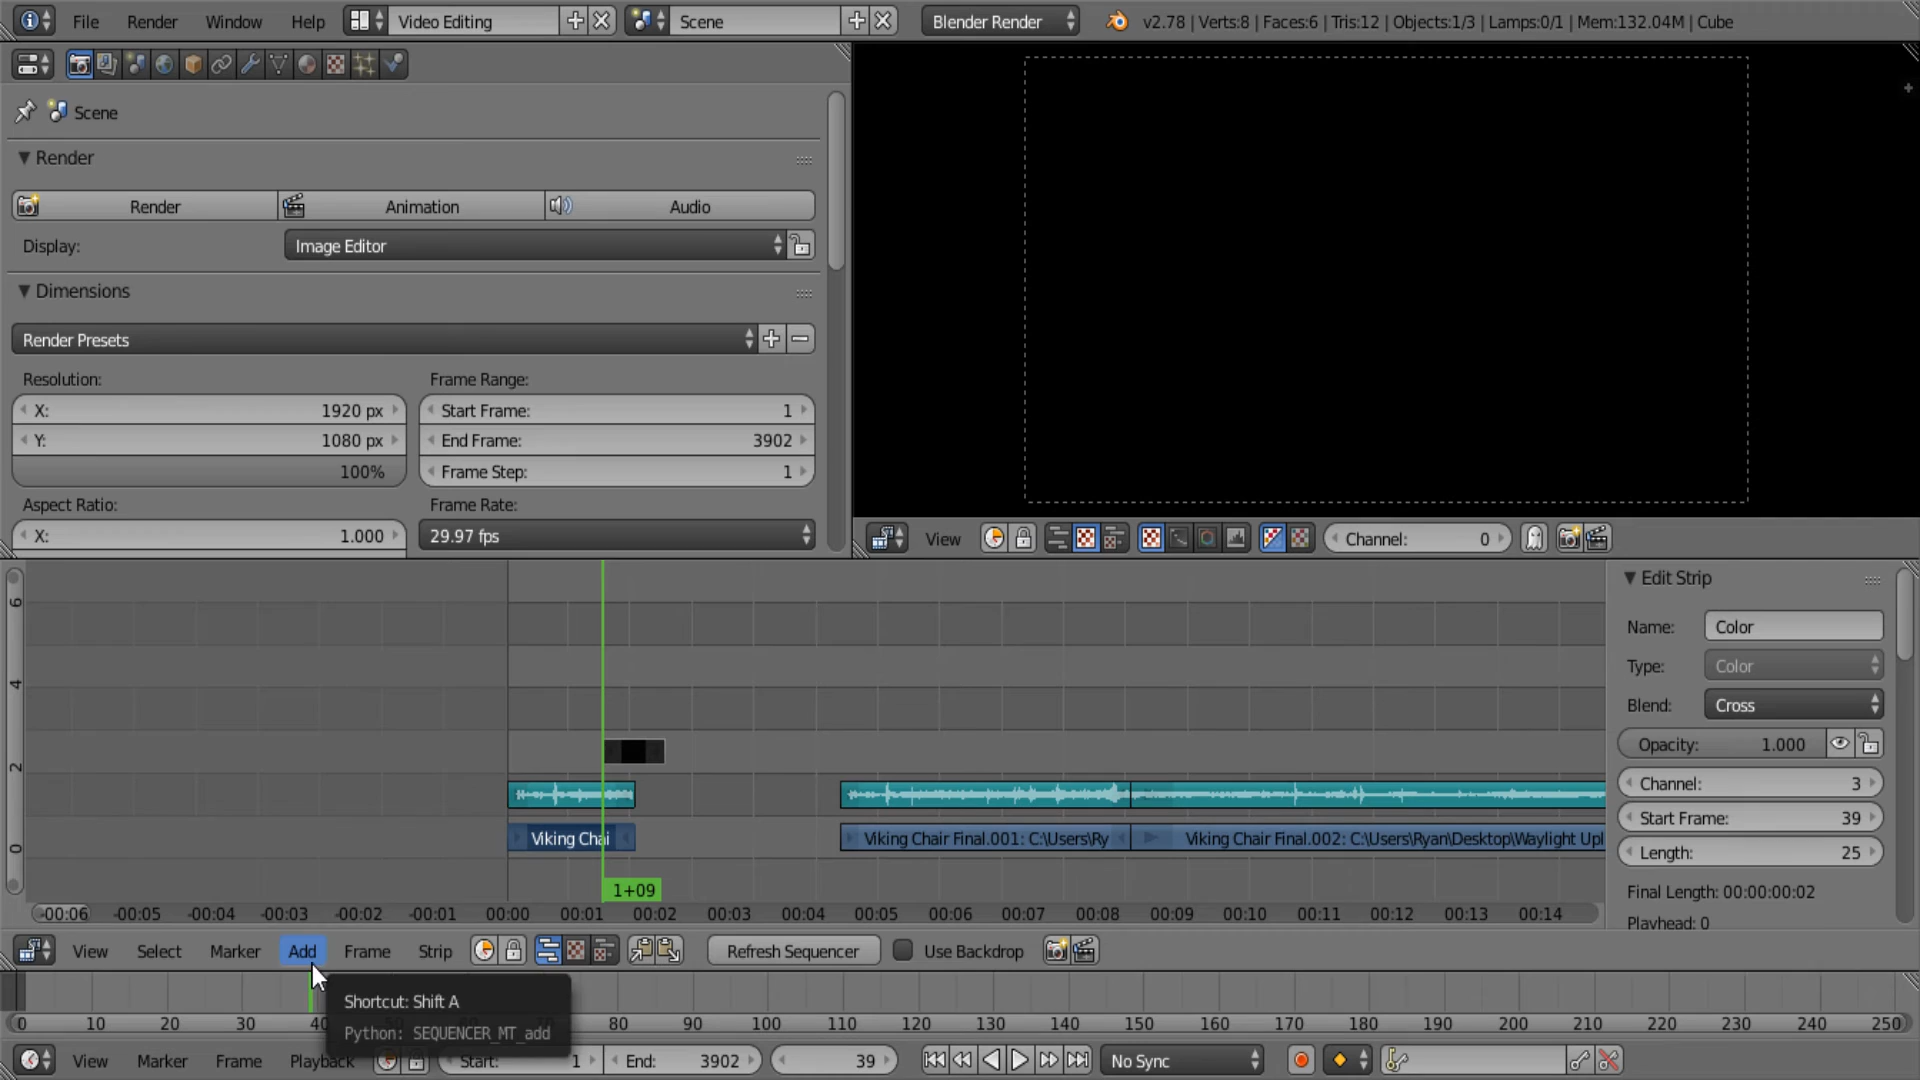 File Render Window Help Video Editing Scene Blender Render v2.78 | Verts:8 | Faces:6 | Tris:12 | Objects:1/3 | Lamps:0/1 | Mem:132.04M | Cube
Scene
Render
Render Animation Audio
Display: Image Editor
Dimensions
Render Presets
Resolution: Frame Range:
X: 1920 px Start Frame: 1
Y: 1080 px End Frame: 3902
100% Frame Step: 1
Aspect Ratio: Frame Rate:
X: 1.000 29.97 fps
View Channel: 0
Edit Strip
Name: Color
Type: Color
Blend: Cross
Opacity: 1.000
Channel: 3
Start Frame: 39
Length: 25
Final Length: 00:00:00:02
Playhead: 0
6
4
2
0
Viking Chai Viking Chair Final.001: C:\Users\Ry Viking Chair Final.002: C:\Users\Ryan\Desktop\Waylight Upl
1+09
-00:06 -00:05 -00:04 -00:03 -00:02 -00:01 00:00 00:01 00:02 00:03 00:04 00:05 00:06 00:07 00:08 00:09 00:10 00:11 00:12 00:13 00:14
View Select Marker Add Frame Strip Refresh Sequencer Use Backdrop
Shortcut: Shift A
Python: SEQUENCER_MT_add
0 10 20 30 40 80 90 100 110 120 130 140 150 160 170 180 190 200 210 220 230 240 250
View Marker Frame Playback Start: 1 End: 3902 39 No Sync